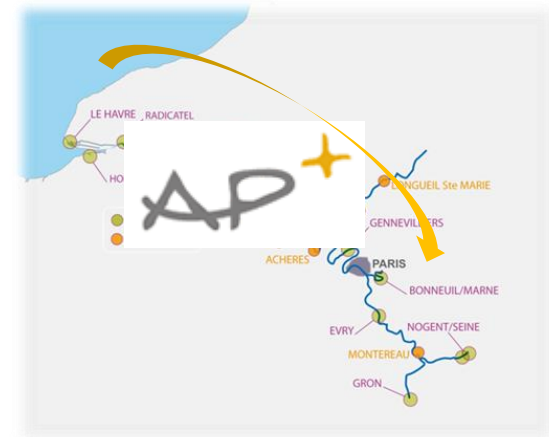 LE HAVRE
RADICATEL
HO
AP+
LONGUEIL Ste MARIE
GENNEVILLIERS
ACHERES
PARIS
BONNEUIL/MARNE
EVRY
NOGENT/SEINE
MONTEREAU
GRON